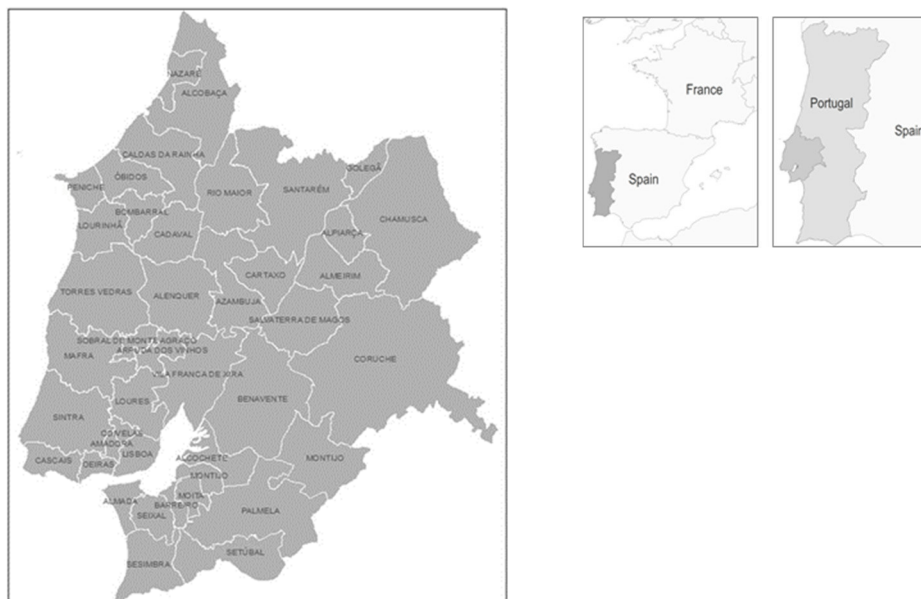 NAZARÉ
ALCOBAÇA
CALDAS DA RAINHA
GOLEGÃ
ÓBIDOS
PENICHE
RIO MAIOR
SANTARÉM
BOMBARRAL
CHAMUSCA
LOURINHÃ
CADAVAL
ALPIARÇA
CARTAXO
ALMEIRIM
TORRES VEDRAS
ALENQUER
AZAMBUJA
SALVATERRA DE MAGOS
SOBRAL DE MONTE AGRAÇO
ARRUDA DOS VINHOS
MAFRA
CORUCHE
VILA FRANCA DE XIRA
BENAVENTE
LOURES
SINTRA
ODIVELAS
AMADORA
LISBOA
CASCAIS
OEIRAS
ALCOCHETE
MONTIJO
MONTIJO
MOITA
ALMADA
BARREIRO
SEIXAL
PALMELA
SETÚBAL
SESIMBRA
France
Spain
Portugal
Spain